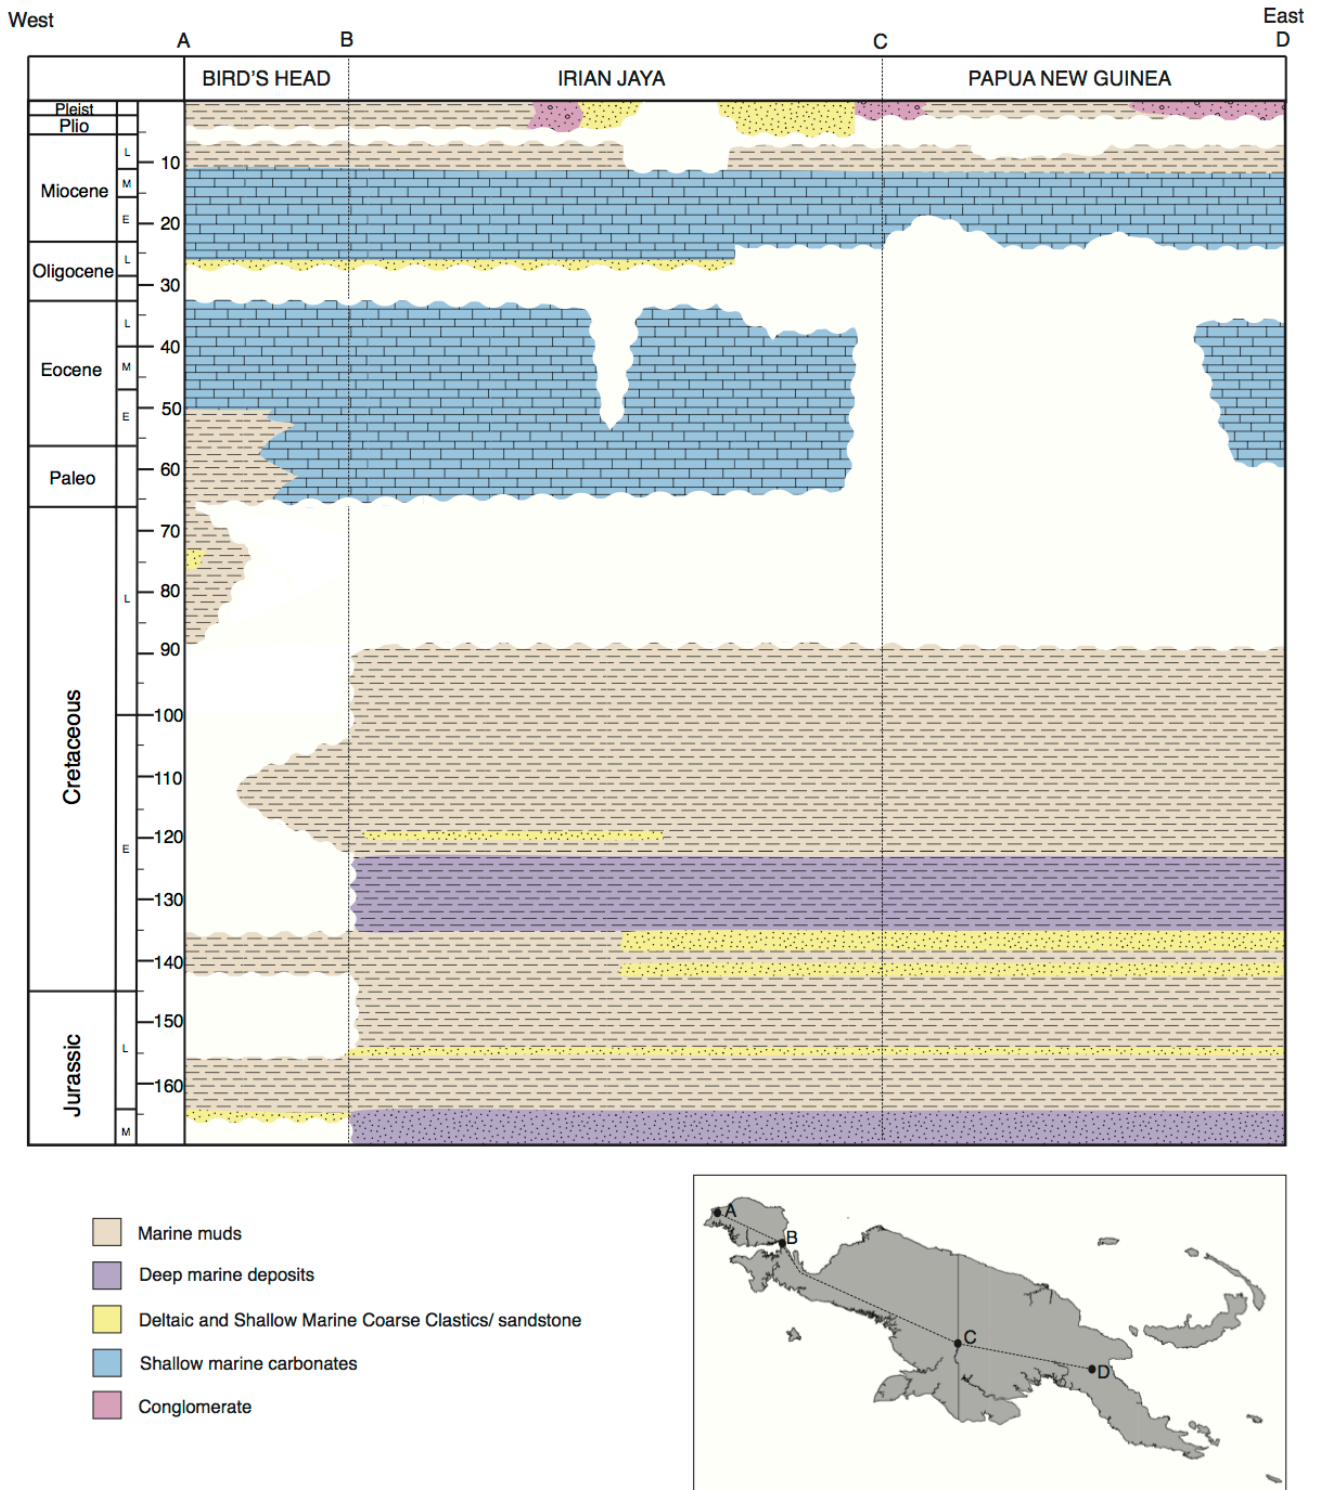 West
East
A
B
C
D
BIRD'S HEAD
IRIAN JAYA
PAPUA NEW GUINEA
Pleist
Plio
Miocene
L
M
E
Oligocene
L
Eocene
L
M
E
Paleo
Cretaceous
L
E
Jurassic
L
M
10
20
30
40
50
60
70
80
90
100
110
120
130
140
150
160
Marine muds
Deep marine deposits
Deltaic and Shallow Marine Coarse Clastics/ sandstone
Shallow marine carbonates
Conglomerate
A
B
C
D